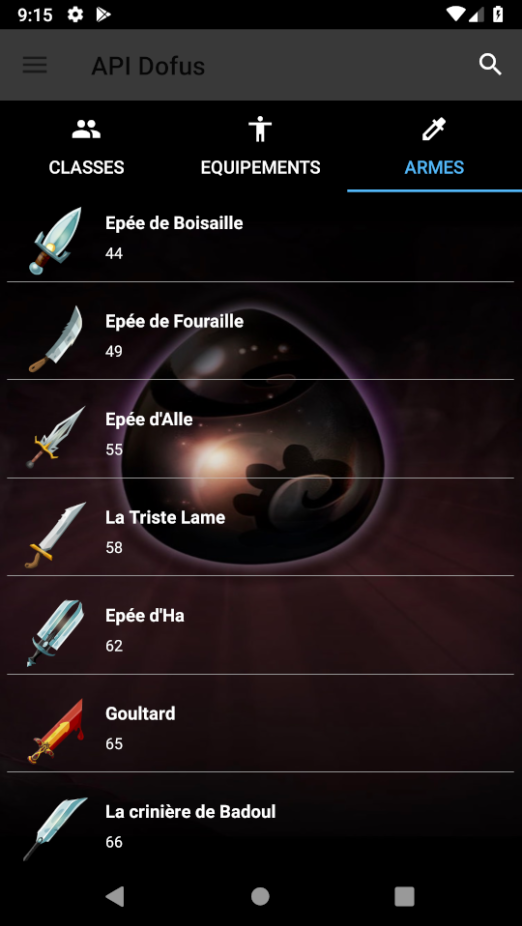 9:15
API Dofus
CLASSES EQUIPEMENTS ARMES
Epée de Boisaille
44
Epée de Fouraille
49
Epée d'Alle
55
La Triste Lame
58
Epée d'Ha
62
Goultard
65
La crinière de Badoul
66